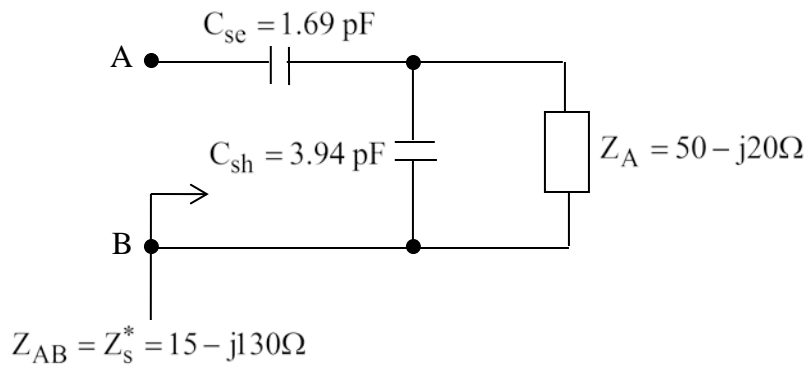 C_se = 1.69 pF
A
C_sh = 3.94 pF
Z_A = 50 − j20Ω
B
Z_AB = Z_s^* = 15 − j130Ω